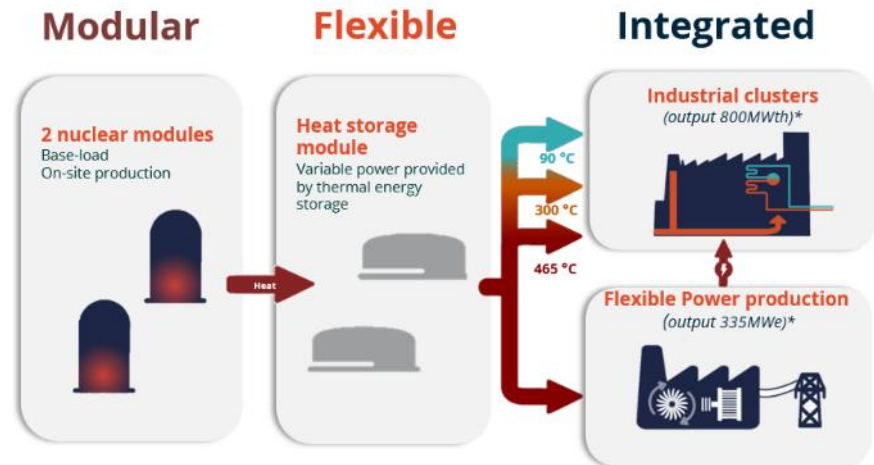 Modular
Flexible
Integrated
2 nuclear modules
Base-load
On-site production
Heat
Heat storage
module
Variable power provided
by thermal energy
storage
90 °C
300 °C
465 °C
Industrial clusters
(output 800MWth)*
Flexible Power production
(output 335MWe)*